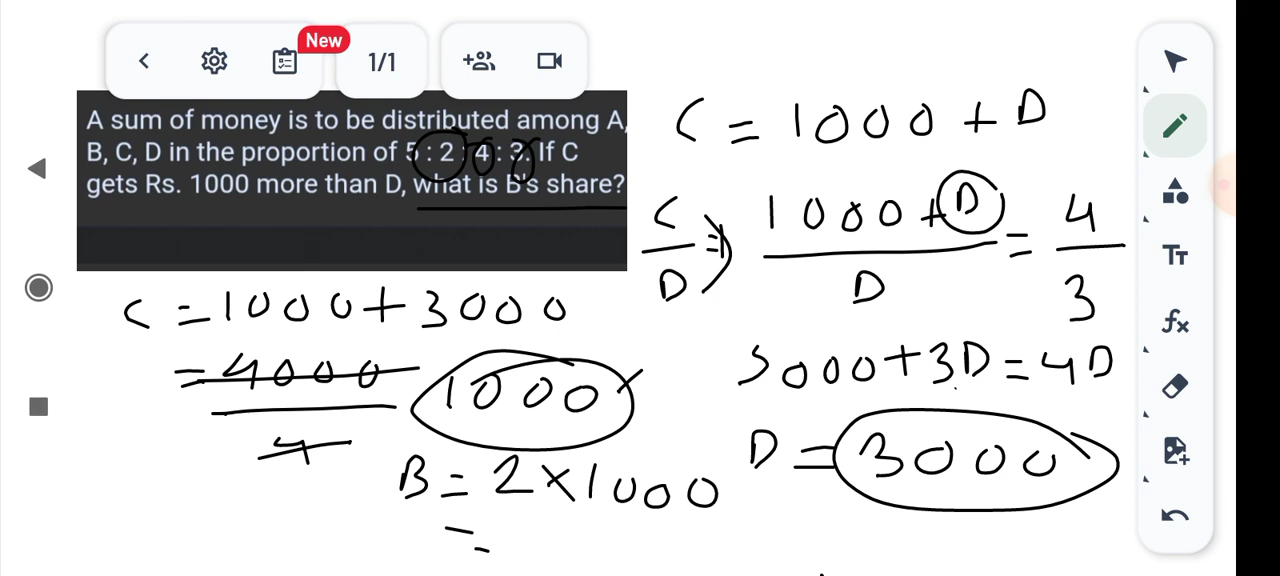 New
1/1
A sum of money is to be distributed among A,
B, C, D in the proportion of 5 : 2 : 4 : 3. If C
gets Rs. 1000 more than D, what is B's share?
C = 1000 + D
C/D ⇒ 1000 + D / D = 4/3
3000 + 3D = 4D
D = 3000
C = 1000 + 3000
= 4000 / 4 1000
B = 2 × 1000
=
Tт
fx